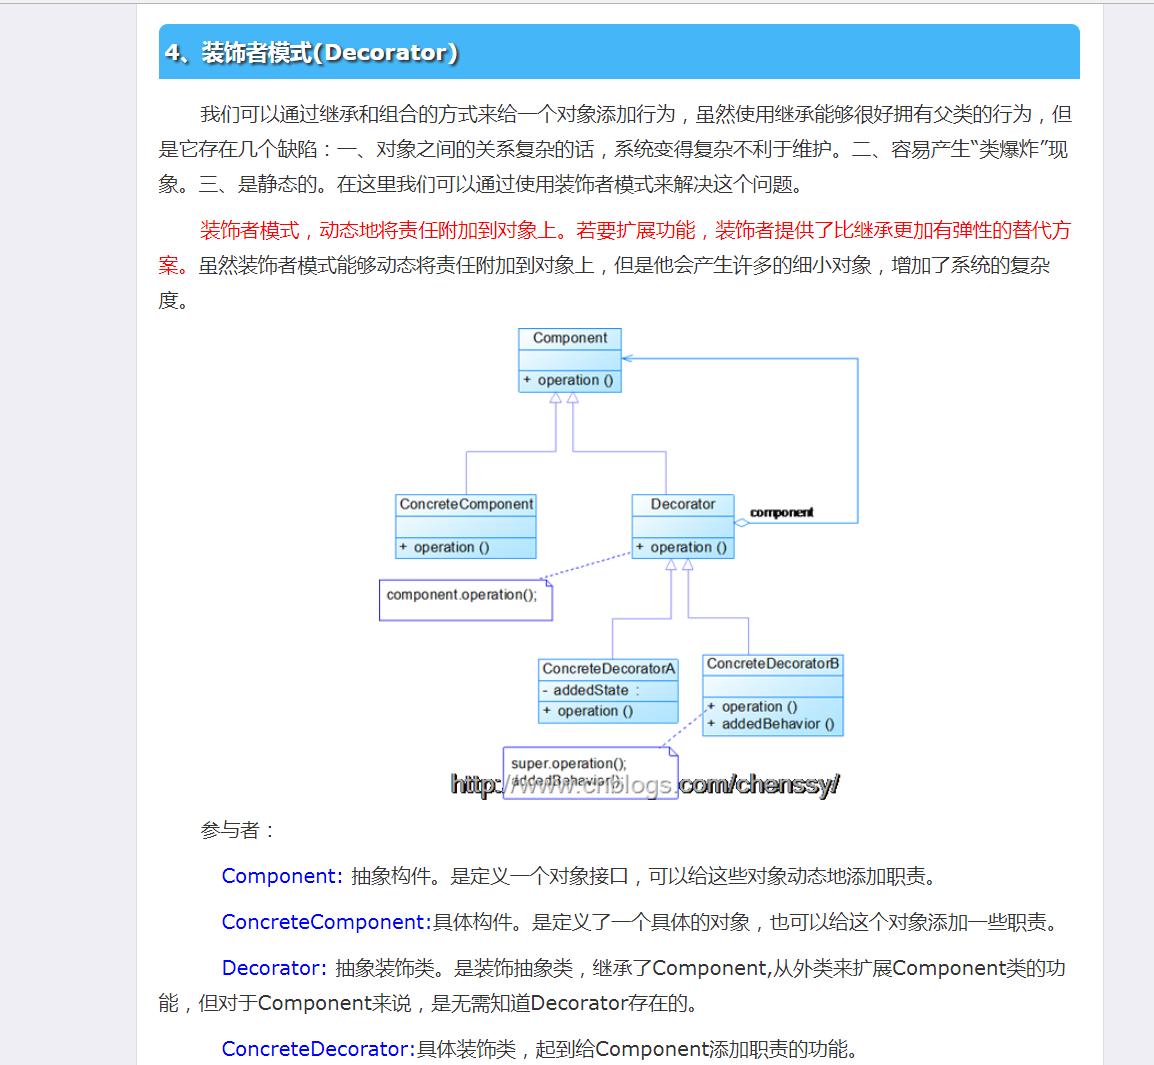 4、装饰者模式(Decorator)
我们可以通过继承和组合的方式来给一个对象添加行为，虽然使用继承能够很好拥有父类的行为，但
是它存在几个缺陷：一、对象之间的关系复杂的话，系统变得复杂不利于维护。二、容易产生“类爆炸”现
象。三、是静态的。在这里我们可以通过使用装饰者模式来解决这个问题。
装饰者模式，动态地将责任附加到对象上。若要扩展功能，装饰者提供了比继承更加有弹性的替代方
案。虽然装饰者模式能够动态将责任附加到对象上，但是他会产生许多的细小对象，增加了系统的复杂
度。
Component
+ operation ()
ConcreteComponent
+ operation ()
Decorator
+ operation ()
component
component.operation();
ConcreteDecoratorA
- addedState :
+ operation ()
ConcreteDecoratorB
+ operation ()
+ addedBehavior ()
super.operation();
addedBehavior();
http://www.cnblogs.com/chenssy/
参与者：
Component: 抽象构件。是定义一个对象接口，可以给这些对象动态地添加职责。
ConcreteComponent:具体构件。是定义了一个具体的对象，也可以给这个对象添加一些职责。
Decorator: 抽象装饰类。是装饰抽象类，继承了Component,从外类来扩展Component类的功
能，但对于Component来说，是无需知道Decorator存在的。
ConcreteDecorator:具体装饰类，起到给Component添加职责的功能。